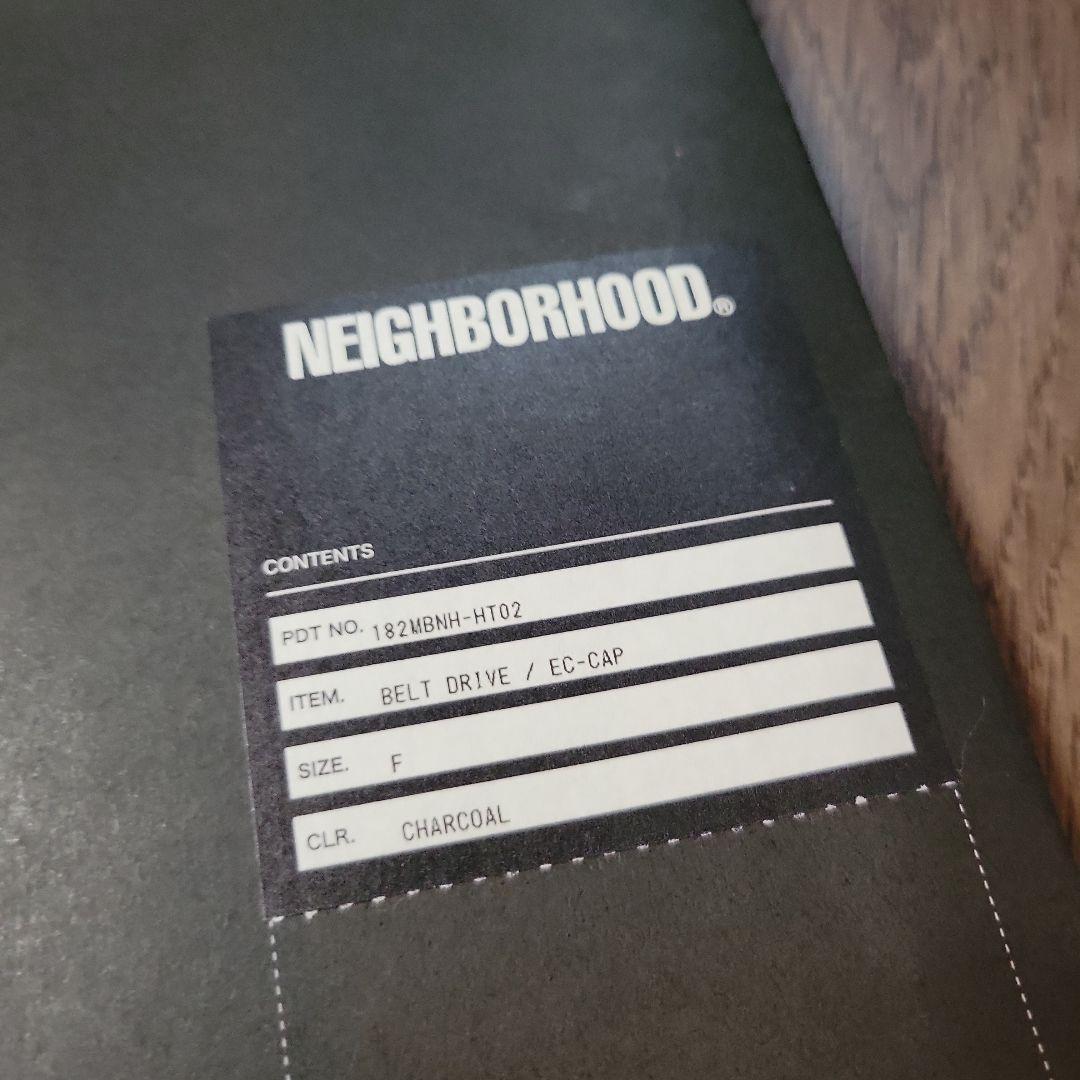 NEIGHBORHOOD®
CONTENTS
PDT NO. 182MBNH-HT02
ITEM. BELT DRIVE / EC-CAP
SIZE. F
CLR. CHARCOAL